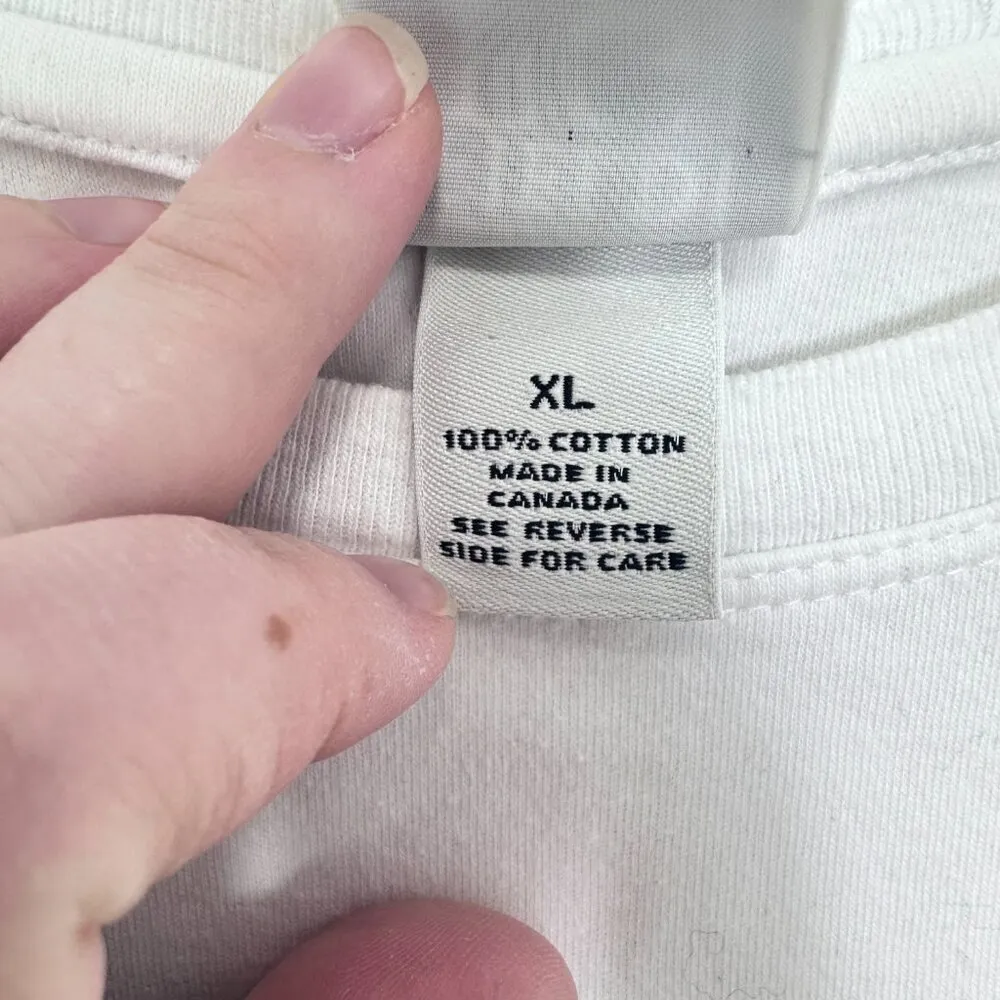 XL
100% COTTON
MADE IN
CANADA
SEE REVERSE
SIDE FOR CARE